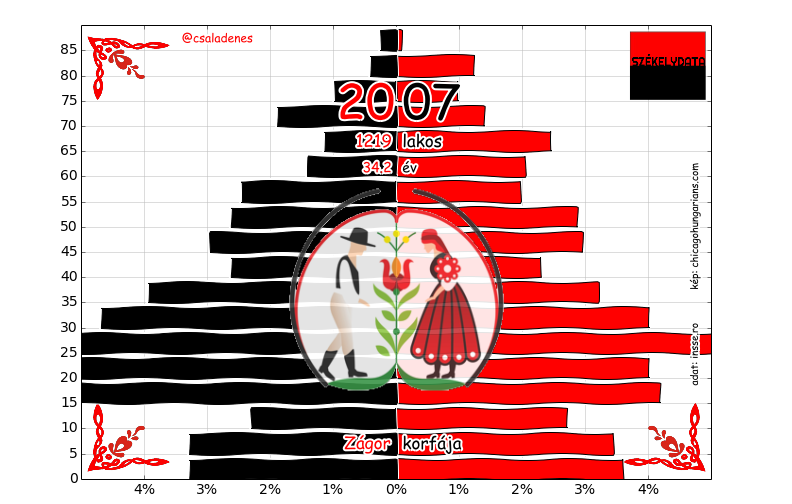 @csaladenes
SZÉKELYDATA
2007
1219 lakos
34,2 év
kép: chicagohungarians.com
adat: insse.ro
Zágor korfája
85
80
75
70
65
60
55
50
45
40
35
30
25
20
15
10
5
0
4% 3% 2% 1% 0% 1% 2% 3% 4%